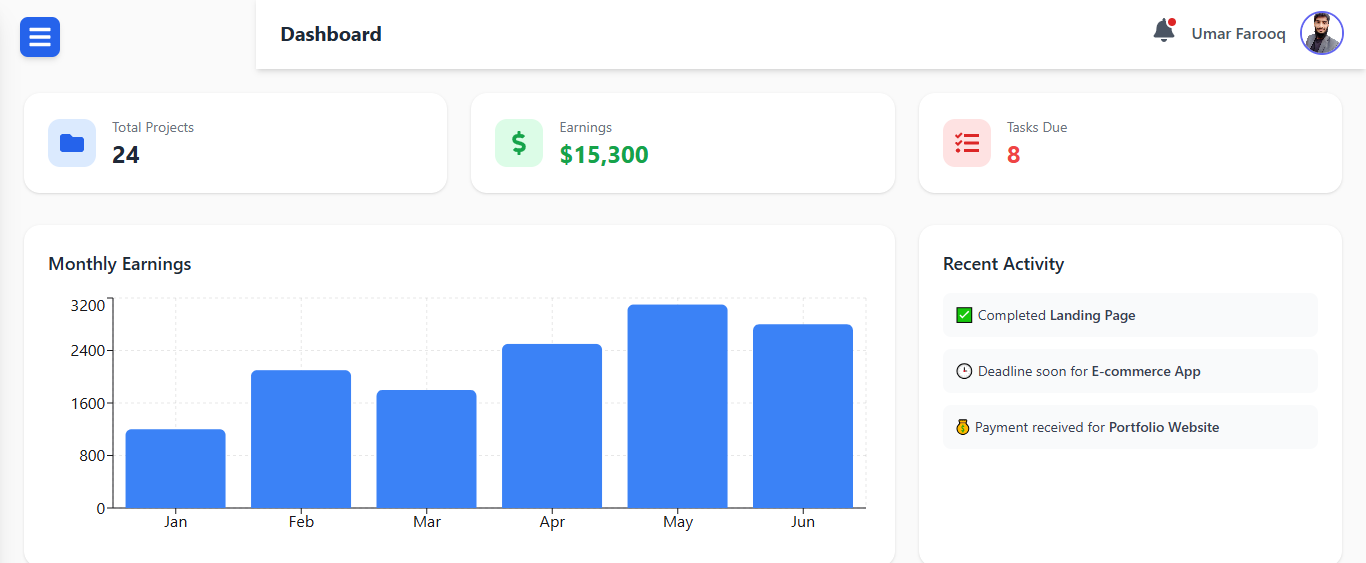 Dashboard
Umar Farooq
Total Projects
24
Earnings
$15,300
Tasks Due
8
Monthly Earnings
3200
2400
1600
800
0
Jan Feb Mar Apr May Jun
Recent Activity
✅ Completed Landing Page
🕒 Deadline soon for E-commerce App
💰 Payment received for Portfolio Website